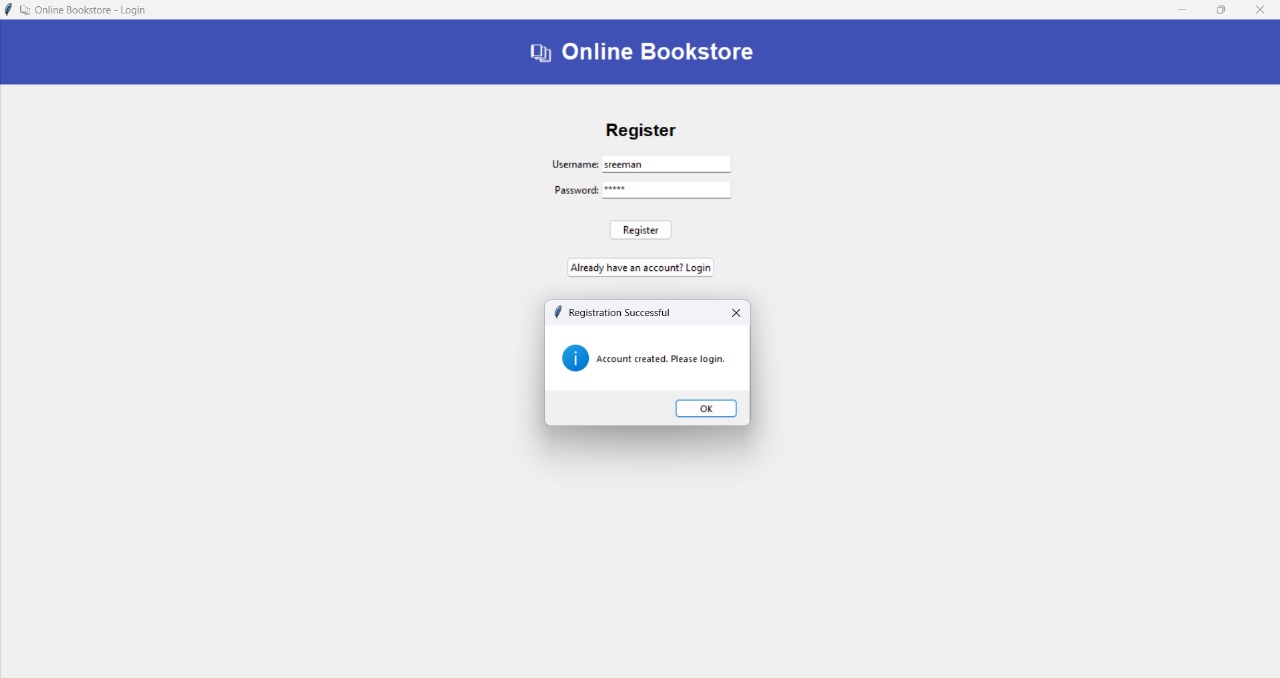 Online Bookstore - Login
Online Bookstore
Register
Username: sreeman
Password: *****
Register
Already have an account? Login
Registration Successful
Account created. Please login.
OK